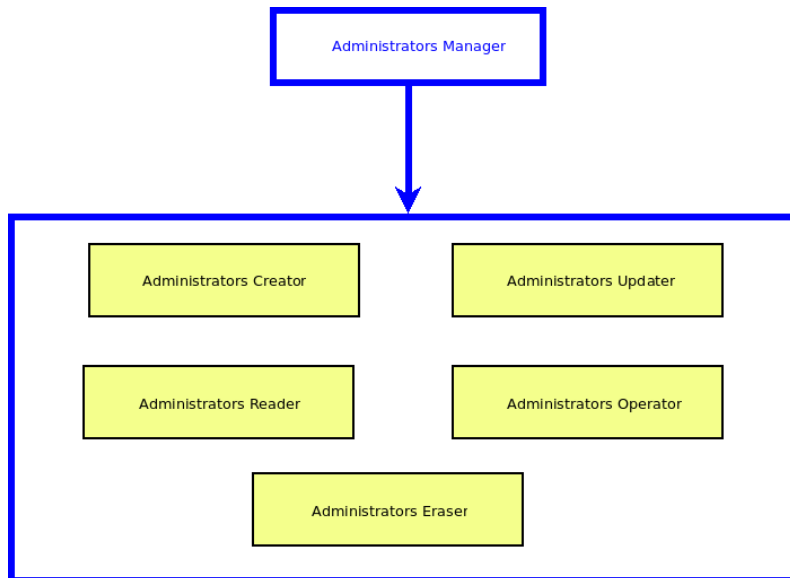 Administrators Manager
Administrators Creator
Administrators Updater
Administrators Reader
Administrators Operator
Administrators Eraser